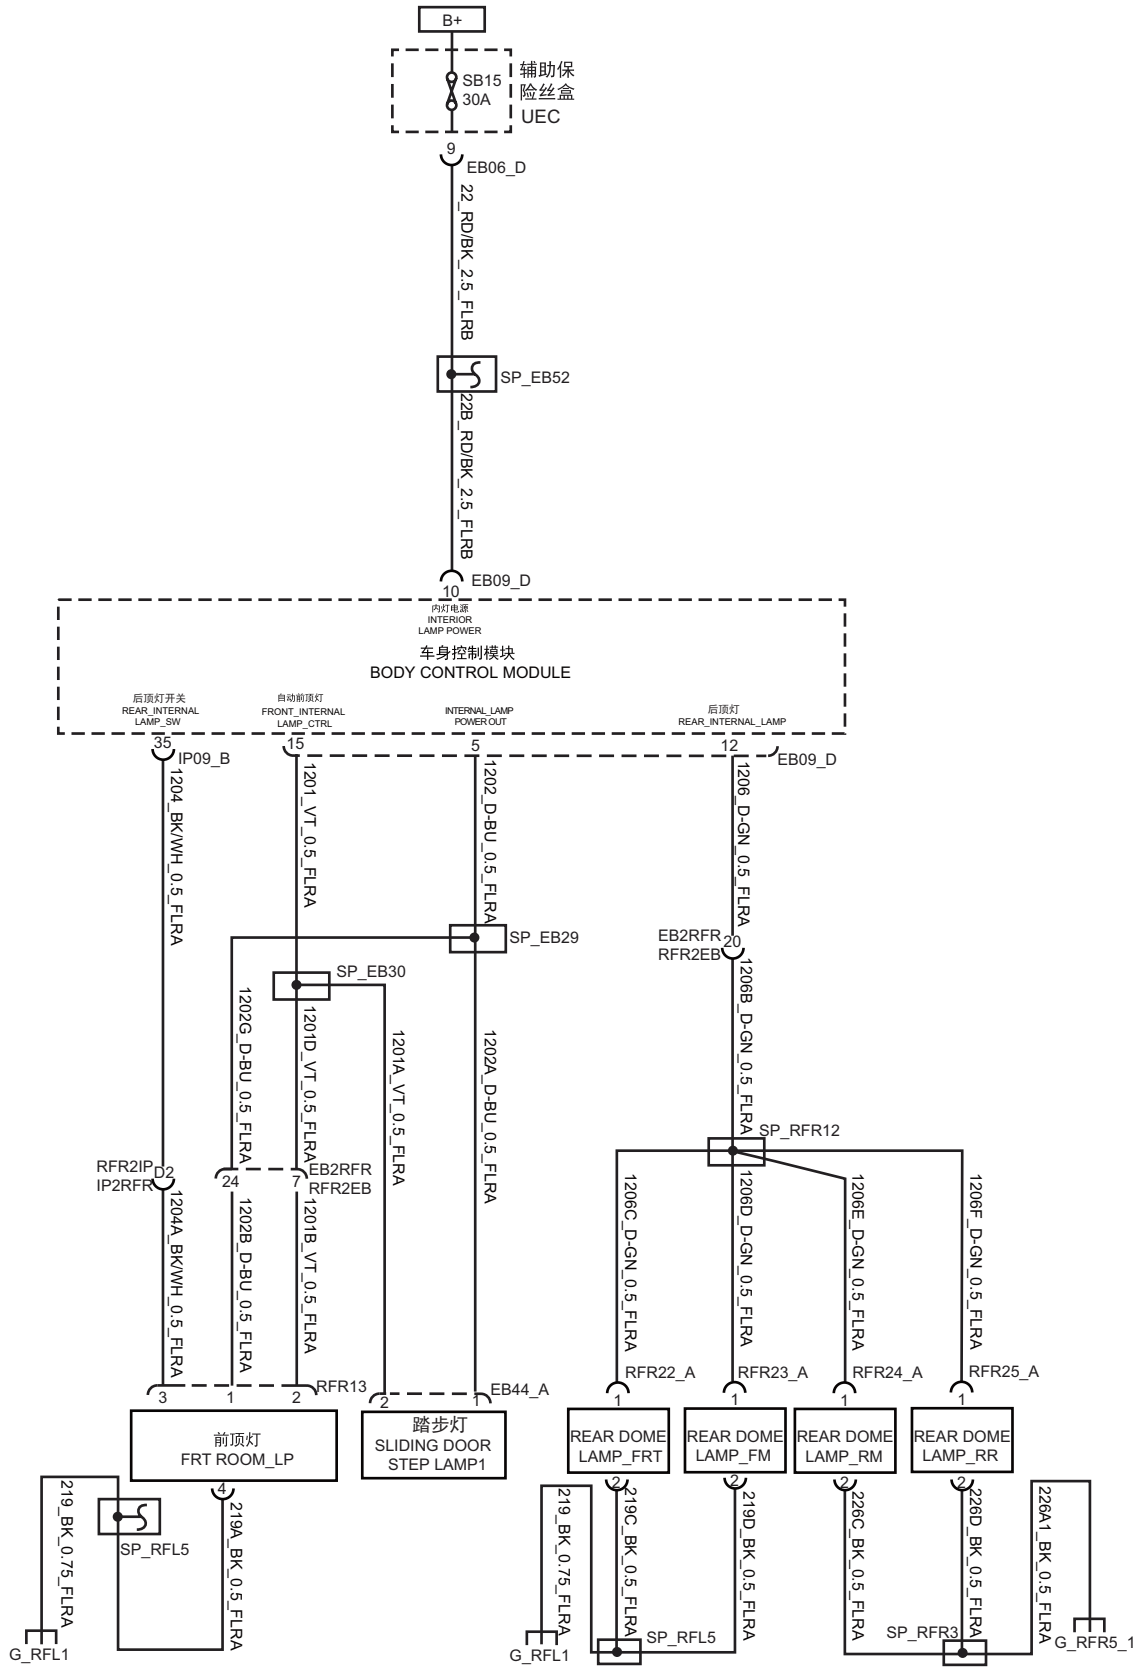 B+
SB15
30A
辅助保
险丝盒
UEC
9
EB06_D
22_RD/BK_2.5_FLRB
SP_EB52
22B_RD/BK_2.5_FLRB
EB09_D
10
内灯电源
INTERIOR
LAMP POWER
车身控制模块
BODY CONTROL MODULE
后顶灯开关
REAR_INTERNAL
LAMP_SW
自动前顶灯
FRONT_INTERNAL
LAMP_CTRL
INTERNAL_LAMP
POWER OUT
后顶灯
REAR_INTERNAL_LAMP
35
IP09_B
15
5
12
EB09_D
1204_BK/WH_0.5_FLRA
1201_VT_0.5_FLRA
1202_D-BU_0.5_FLRA
1206_D-GN_0.5_FLRA
SP_EB29
EB2RFR
RFR2EB
20
SP_EB30
1202G_D-BU_0.5_FLRA
1201D_VT_0.5_FLRA
1201A_VT_0.5_FLRA
1202A_D-BU_0.5_FLRA
1206B_D-GN_0.5_FLRA
SP_RFR12
RFR2IP
IP2RFR
D2
24
7
EB2RFR
RFR2EB
1204A_BK/WH_0.5_FLRA
1202B_D-BU_0.5_FLRA
1201B_VT_0.5_FLRA
1206C_D-GN_0.5_FLRA
1206D_D-GN_0.5_FLRA
1206E_D-GN_0.5_FLRA
1206F_D-GN_0.5_FLRA
3
1
2
RFR13
2
1
EB44_A
RFR22_A
RFR23_A
RFR24_A
RFR25_A
1
1
1
1
前顶灯
FRT ROOM_LP
踏步灯
SLIDING DOOR
STEP LAMP1
REAR DOME
LAMP_FRT
REAR DOME
LAMP_FM
REAR DOME
LAMP_RM
REAR DOME
LAMP_RR
4
2
2
2
2
219_BK_0.75_FLRA
SP_RFL5
219A_BK_0.5_FLRA
G_RFL1
219_BK_0.75_FLRA
219C_BK_0.5_FLRA
219D_BK_0.5_FLRA
226C_BK_0.5_FLRA
226D_BK_0.5_FLRA
226A1_BK_0.5_FLRA
G_RFL1
SP_RFL5
SP_RFR3
G_RFR5_1